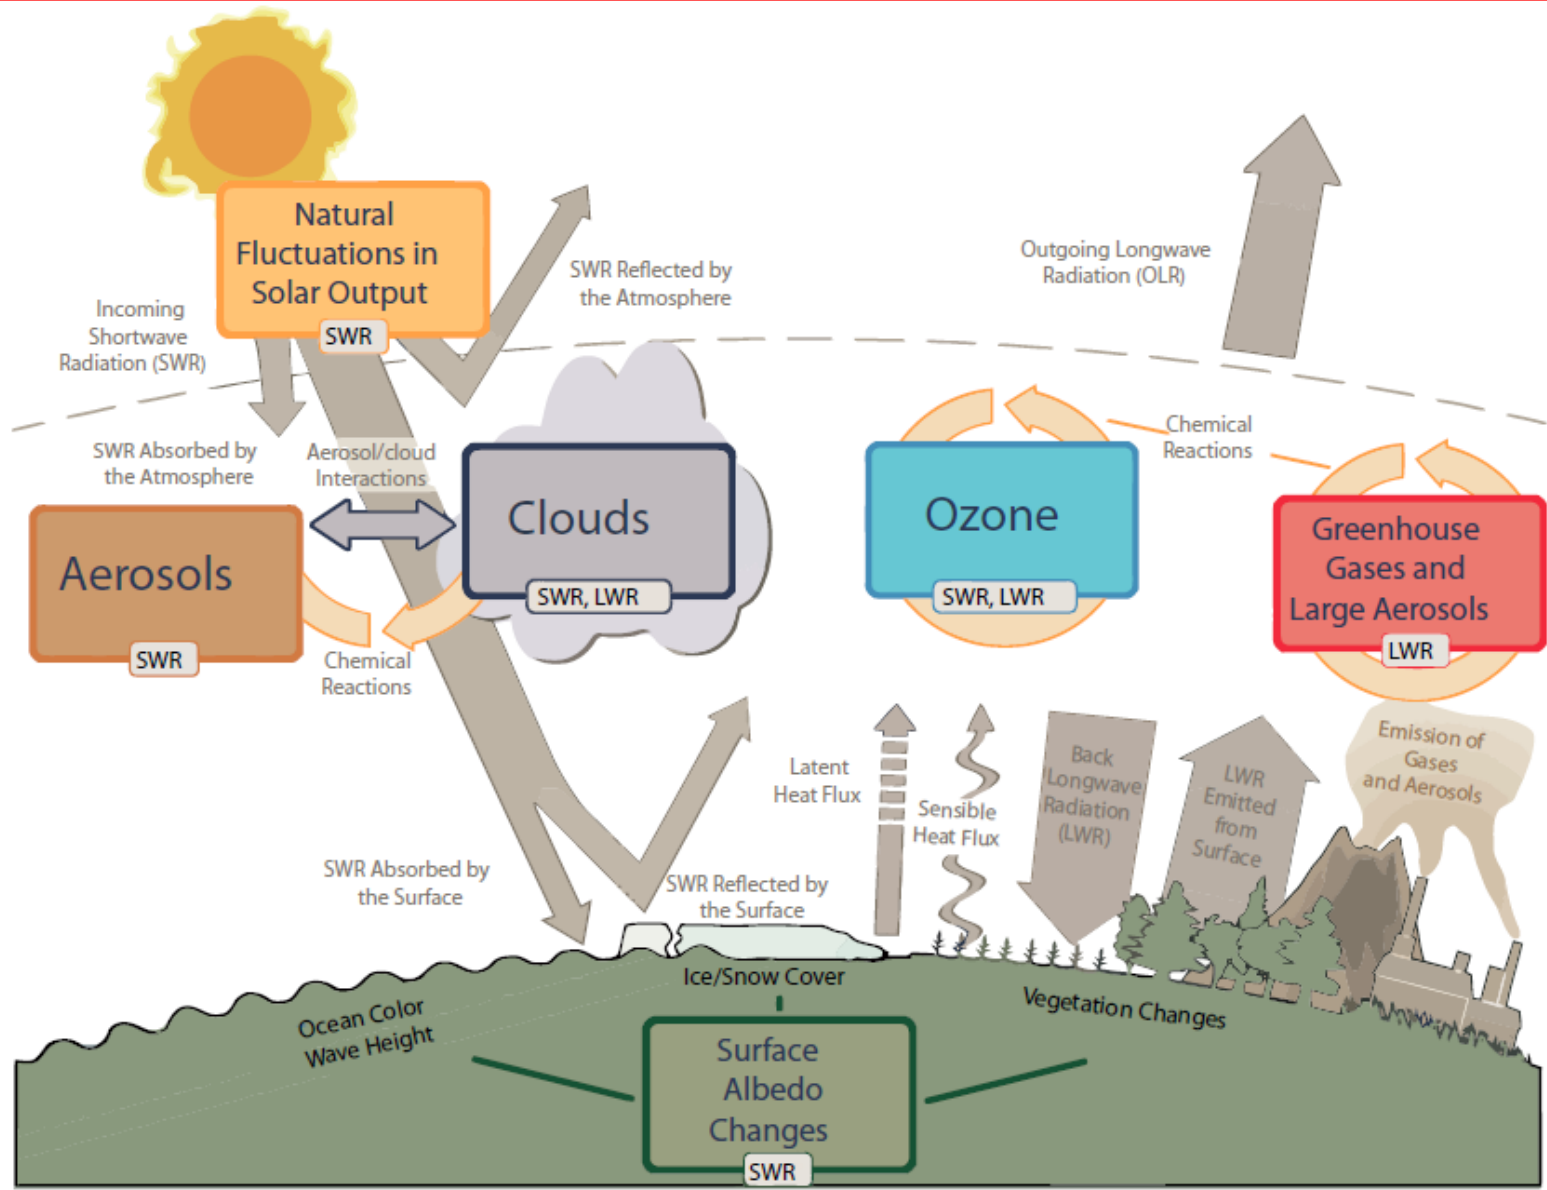 Natural
Fluctuations in
Solar Output
SWR
Incoming
Shortwave
Radiation (SWR)
SWR Reflected by
the Atmosphere
Outgoing Longwave
Radiation (OLR)
SWR Absorbed by
the Atmosphere
Aerosol/cloud
Interactions
Chemical
Reactions
Aerosols
SWR
Clouds
SWR, LWR
Ozone
SWR, LWR
Greenhouse
Gases and
Large Aerosols
LWR
Chemical
Reactions
Latent
Heat Flux
Sensible
Heat Flux
Back
Longwave
Radiation
(LWR)
LWR
Emitted
from
Surface
Emission of
Gases
and Aerosols
SWR Absorbed by
the Surface
SWR Reflected by
the Surface
Ice/Snow Cover
Ocean Color
Wave Height
Vegetation Changes
Surface
Albedo
Changes
SWR